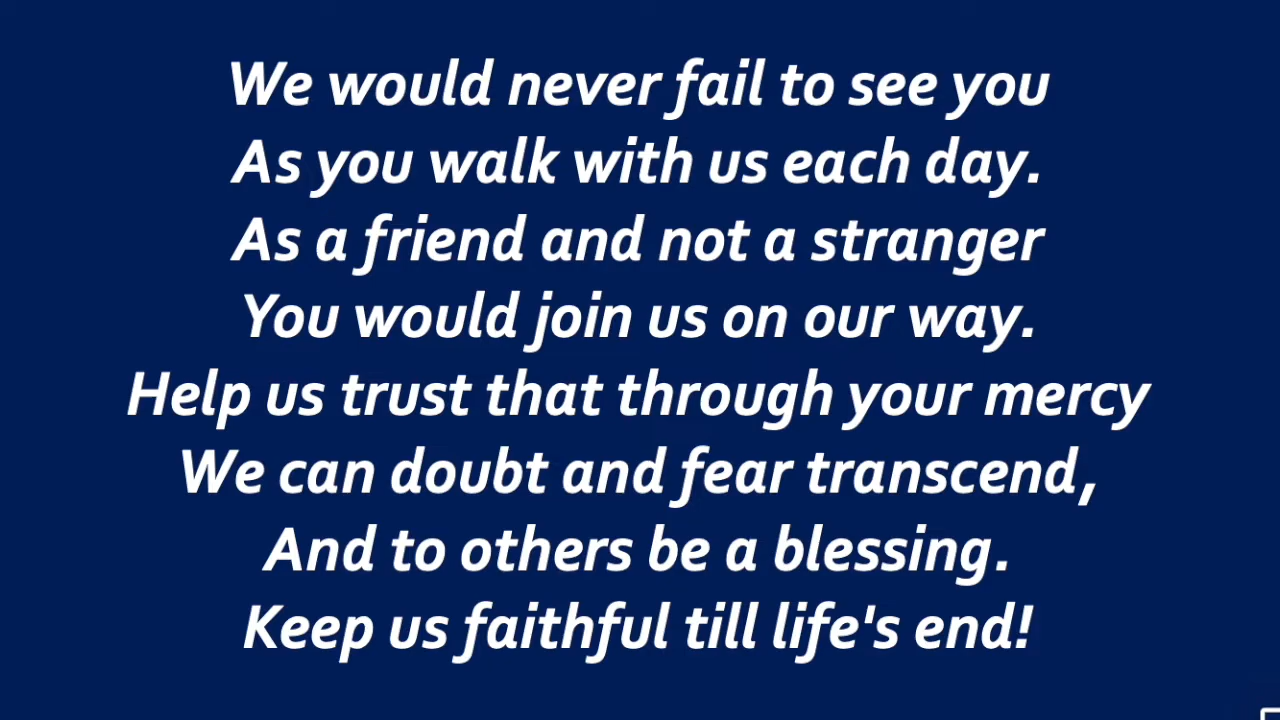 We would never fail to see you
As you walk with us each day.
As a friend and not a stranger
You would join us on our way.
Help us trust that through your mercy
We can doubt and fear transcend,
And to others be a blessing.
Keep us faithful till life's end!